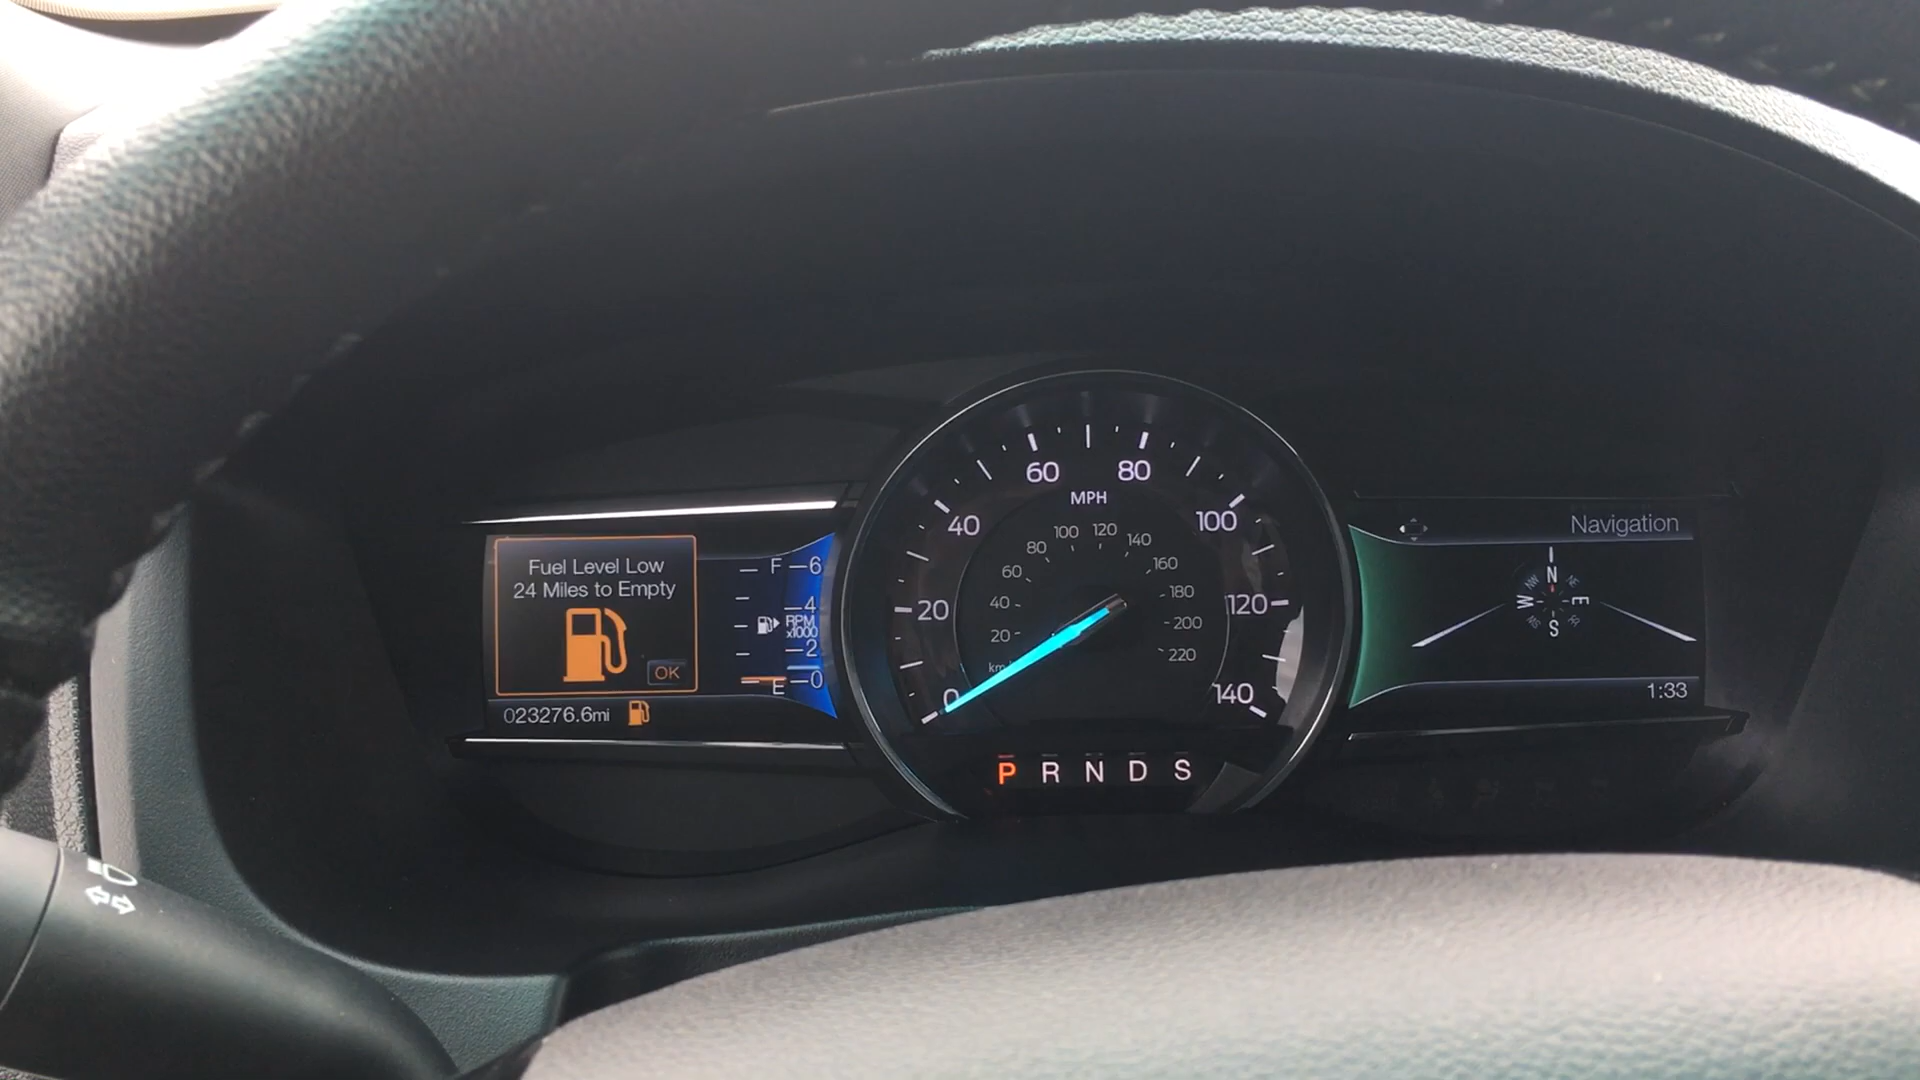 Fuel Level Low
24 Miles to Empty
OK
023276.6mi
F
E
6
4
RPM
x1000
2
0
0
20
40
60
80
100
120
140
MPH
20
40
60
80
100
120
140
160
180
200
220
P R N D S
Navigation
N
NE
E
S
W
NW
1:33